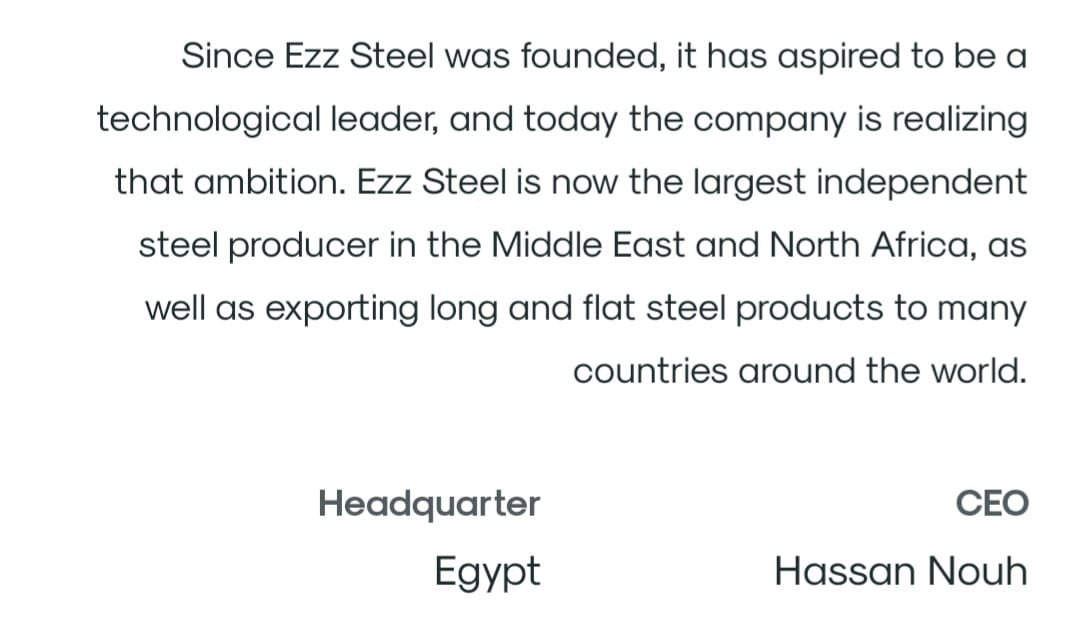 Since Ezz Steel was founded, it has aspired to be a
technological leader, and today the company is realizing
that ambition. Ezz Steel is now the largest independent
steel producer in the Middle East and North Africa, as
well as exporting long and flat steel products to many
countries around the world.
Headquarter
Egypt
CEO
Hassan Nouh